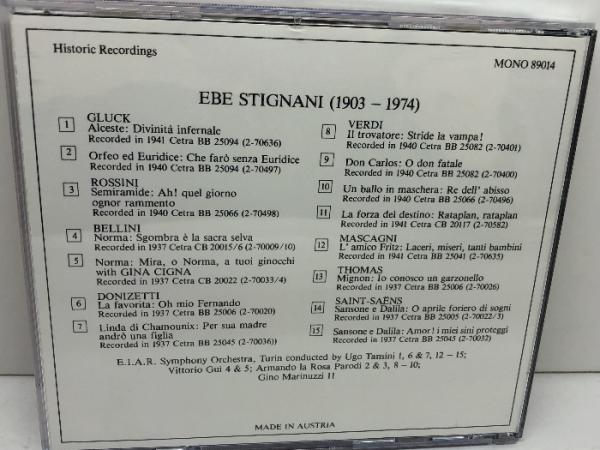 Historic Recordings
MONO 89014
EBE STIGNANI (1903 – 1974)
1 GLUCK
Alceste: Divinità infernale
Recorded in 1941 Cetra BB 25094 (2-70636)
2 Orfeo ed Euridice: Che farò senza Euridice
Recorded in 1940 Cetra BB 25094 (2-70497)
3 ROSSINI
Semiramide: Ah! quel giorno
ognor rammento
Recorded in 1940 Cetra BB 25066 (2-70498)
4 BELLINI
Norma: Sgombra è la sacra selva
Recorded in 1937 Cetra CB 20015/6 (2-70009/10)
5 Norma: Mira, o Norma, a tuoi ginocchi
with GINA CIGNA
Recorded in 1937 Cetra CB 20022 (2-70033/4)
DONIZETTI
6 La favorita: Oh mio Fernando
Recorded in 1937 Cetra BB 25006 (2-70020)
7 Linda di Chamounix: Per sua madre
andrò una figlia
Recorded in 1937 Cetra BB 25045 (2-70036))
8 VERDI
Il trovatore: Stride la vampa!
Recorded in 1940 Cetra BB 25082 (2-70401)
9 Don Carlos: O don fatale
Recorded in 1940 Cetra BB 25082 (2-70400)
10 Un ballo in maschera: Re dell' abisso
Recorded in 1940 Cetra BB 25066 (2-70496)
11 La forza del destino: Rataplan, rataplan
Recorded in 1941 Cetra CB 20117 (2-70582)
12 MASCAGNI
L' amico Fritz: Laceri, miseri, tanti bambini
Recorded in 1941 Cetra BB 25041 (2-70635)
13 THOMAS
Mignon: Io conosco un garzonello
Recorded in 1937 Cetra BB 25006 (2-70026)
14 SAINT-SAËNS
Sansone e Dalila: O aprile foriero di sogni
Recorded in 1937 Cetra BB 25005 (2-70022/3)
15 Sansone e Dalila: Amor! i miei sini proteggi
Recorded in 1937 Cetra BB 25045 (2-70032)
E.I.A.R. Symphony Orchestra, Turin conducted by Ugo Tansini 1, 6 & 7, 12 – 15;
Vittorio Gui 4 & 5; Armando la Rosa Parodi 2 & 3, 8 – 10;
Gino Marinuzzi 11
MADE IN AUSTRIA